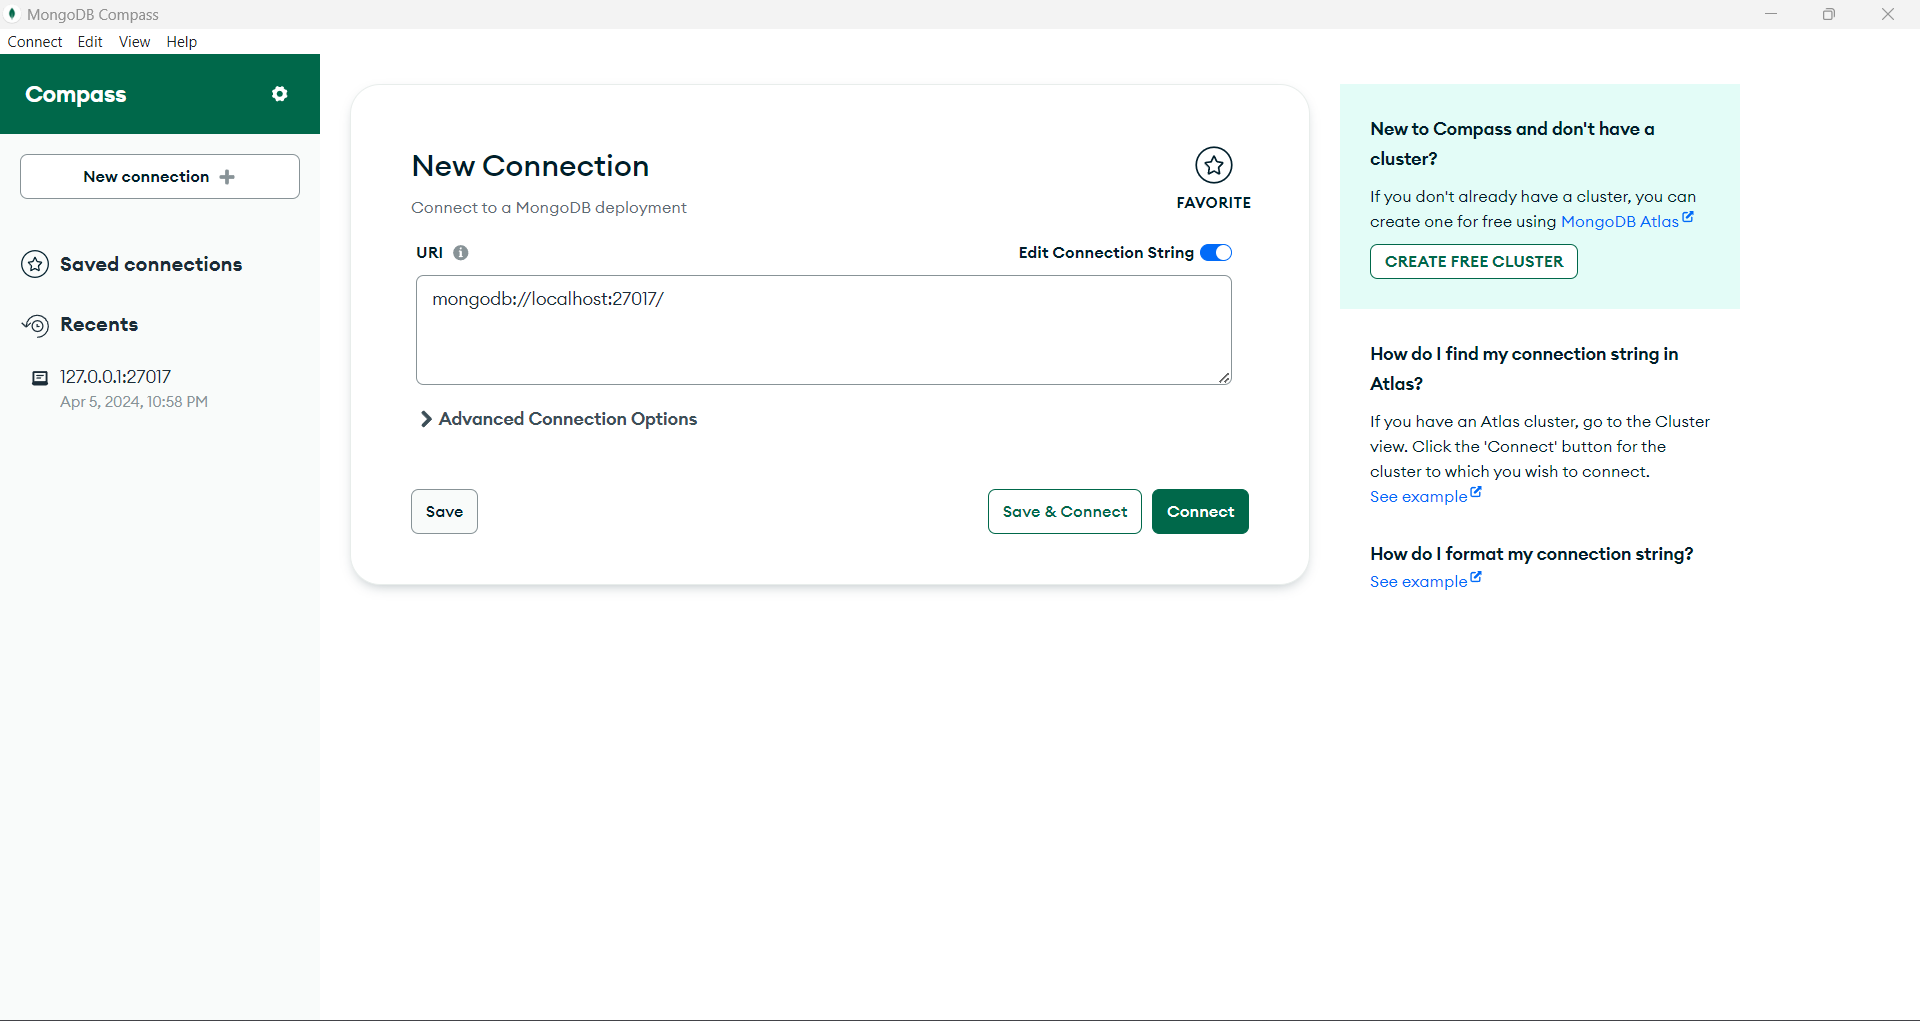 MongoDB Compass
Connect Edit View Help
Compass
New connection
Saved connections
Recents
127.0.0.1:27017
Apr 5, 2024, 10:58 PM
New Connection
Connect to a MongoDB deployment
FAVORITE
URI
Edit Connection String
mongodb://localhost:27017/
Advanced Connection Options
Save
Save & Connect
Connect
New to Compass and don't have a
cluster?
If you don't already have a cluster, you can
create one for free using MongoDB Atlas
CREATE FREE CLUSTER
How do I find my connection string in
Atlas?
If you have an Atlas cluster, go to the Cluster
view. Click the 'Connect' button for the
cluster to which you wish to connect.
See example
How do I format my connection string?
See example